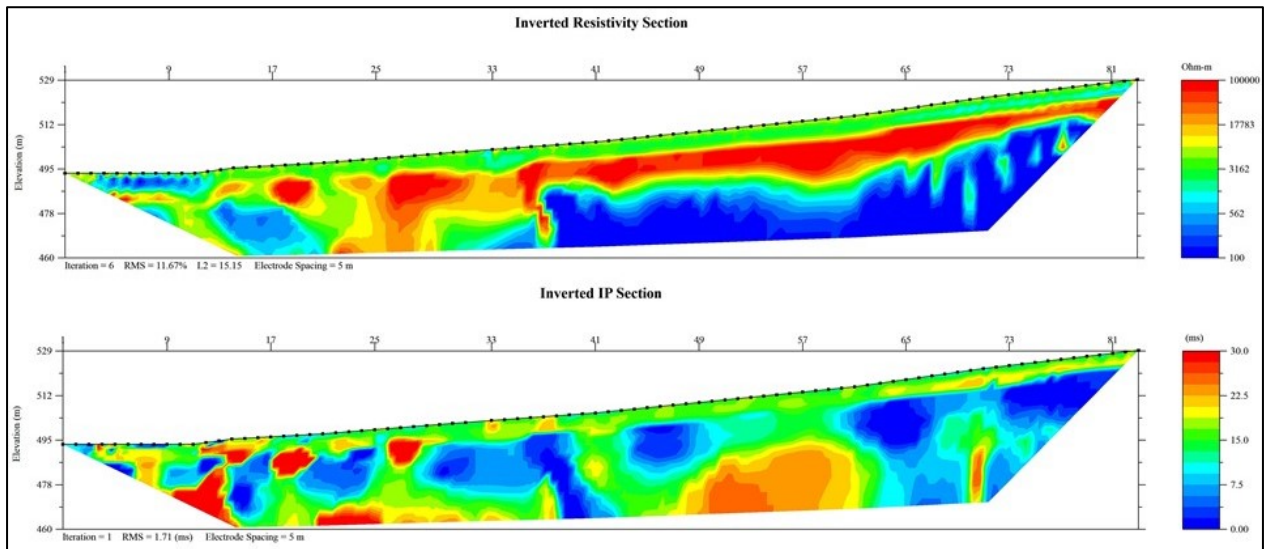 Inverted Resistivity Section
1 9 17 25 33 41 49 57 65 73 81
Ohm-m
529 100000
512 17783
Elevation (m)
495 3162
478 562
460 100
Iteration = 6 RMS = 11.67% L2 = 15.15 Electrode Spacing = 5 m
Inverted IP Section
1 9 17 25 33 41 49 57 65 73 81
(ms)
529 30.0
512 22.5
Elevation (m)
495 15.0
478 7.5
460 0.00
Iteration = 1 RMS = 1.71 (ms) Electrode Spacing = 5 m